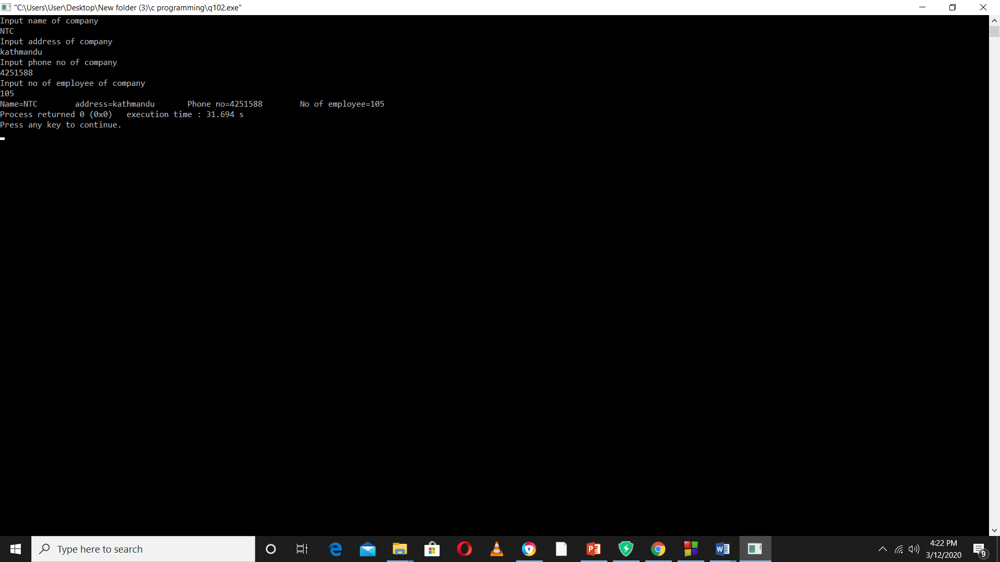 "C:\Users\User\Desktop\New folder (3)\c programming\q102.exe"
Input name of company
NTC
Input address of company
kathmandu
Input phone no of company
4251588
Input no of employee of company
105
Name=NTC        address=kathmandu       Phone no=4251588        No of employee=105
Process returned 0 (0x0)   execution time : 31.694 s
Press any key to continue.
Type here to search
4:22 PM
3/12/2020
9